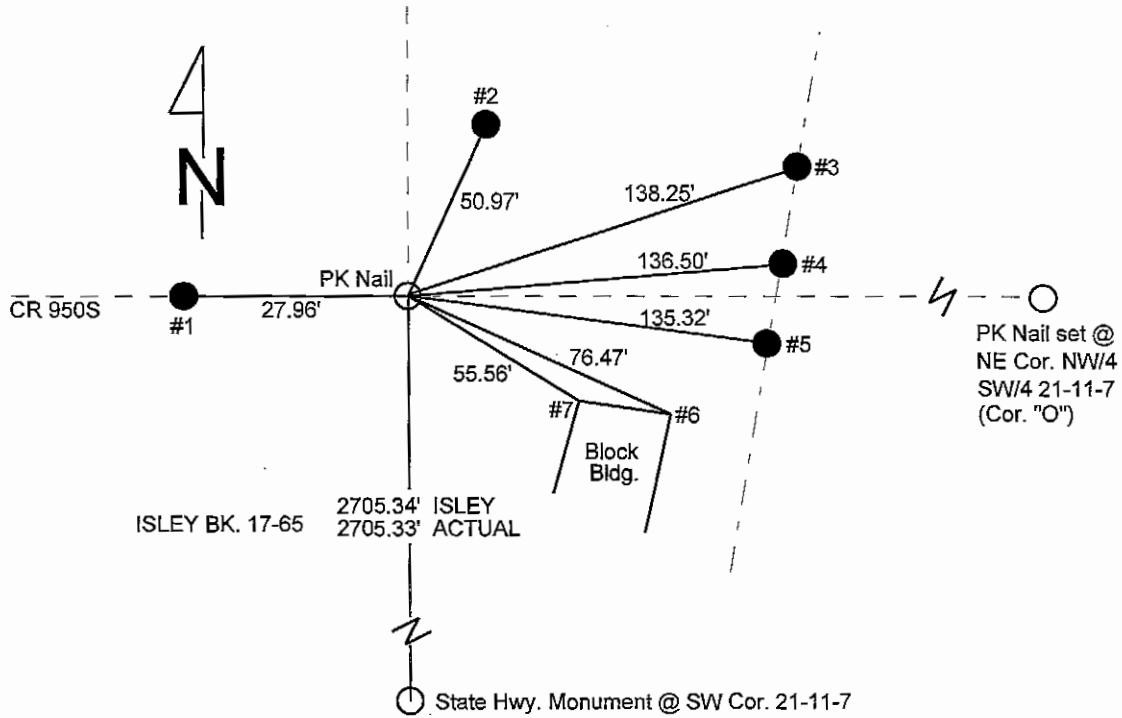 #2
N
#3
138.25'
50.97'
136.50'
#4
PK Nail
CR 950S
#1
27.96'
135.32'
#5
PK Nail set @
NE Cor. NW/4
SW/4 21-11-7
(Cor. "O")
76.47'
55.56'
#7
#6
Block
Bldg.
2705.34' ISLEY
ISLEY BK. 17-65
2705.33' ACTUAL
State Hwy. Monument @ SW Cor. 21-11-7